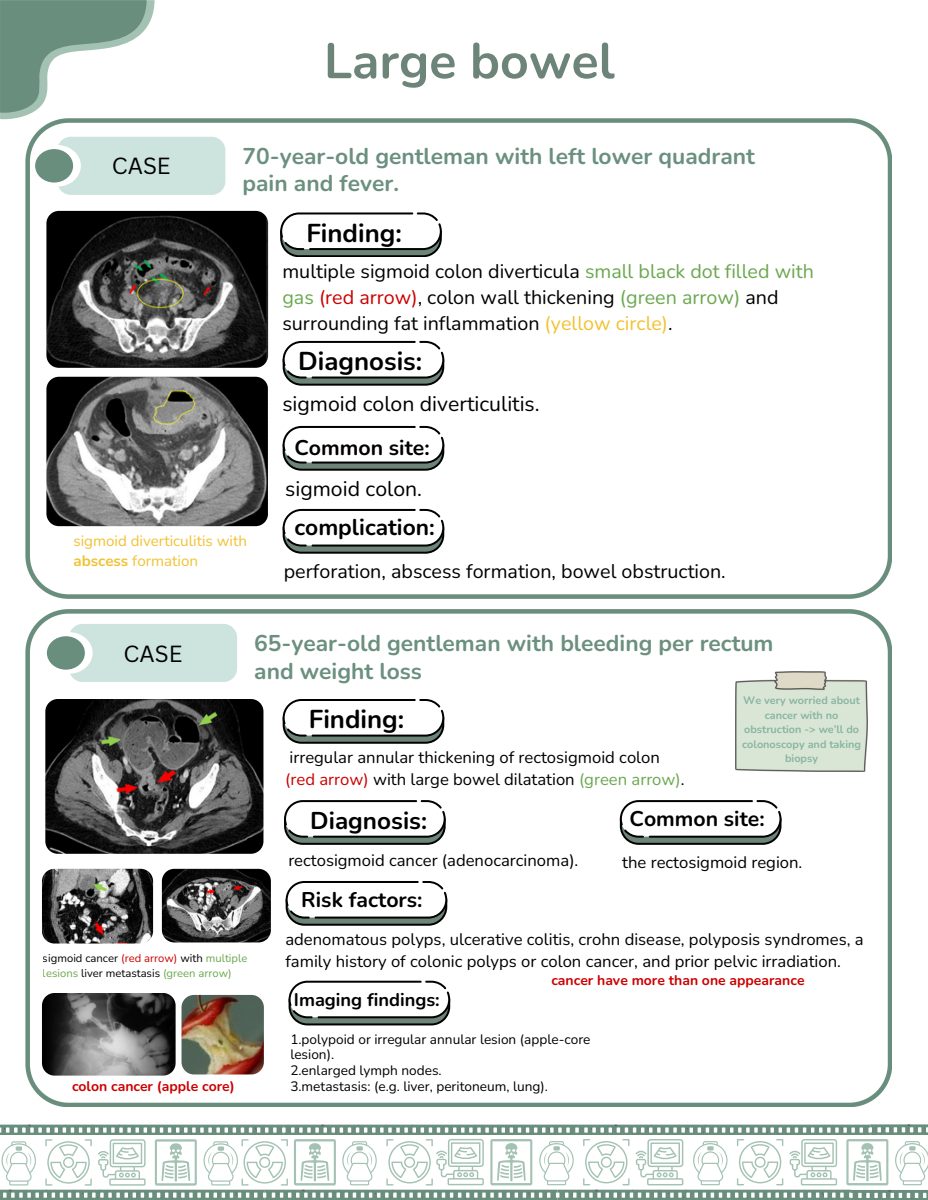 Large bowel
CASE
70-year-old gentleman with left lower quadrant
pain and fever.
Finding:
multiple sigmoid colon diverticula small black dot filled with
gas (red arrow), colon wall thickening (green arrow) and
surrounding fat inflammation (yellow circle).
Diagnosis:
sigmoid colon diverticulitis.
Common site:
sigmoid colon.
complication:
perforation, abscess formation, bowel obstruction.
sigmoid diverticulitis with
abscess formation
CASE
65-year-old gentleman with bleeding per rectum
and weight loss
We very worried about
cancer with no
obstruction -> we'll do
colonoscopy and taking
biopsy
Finding:
irregular annular thickening of rectosigmoid colon
(red arrow) with large bowel dilatation (green arrow).
Diagnosis:
rectosigmoid cancer (adenocarcinoma).
Common site:
the rectosigmoid region.
Risk factors:
adenomatous polyps, ulcerative colitis, crohn disease, polyposis syndromes, a
family history of colonic polyps or colon cancer, and prior pelvic irradiation.
cancer have more than one appearance
Imaging findings:
1.polypoid or irregular annular lesion (apple-core
lesion).
2.enlarged lymph nodes.
3.metastasis: (e.g. liver, peritoneum, lung).
sigmoid cancer (red arrow) with multiple
lesions liver metastasis (green arrow)
colon cancer (apple core)